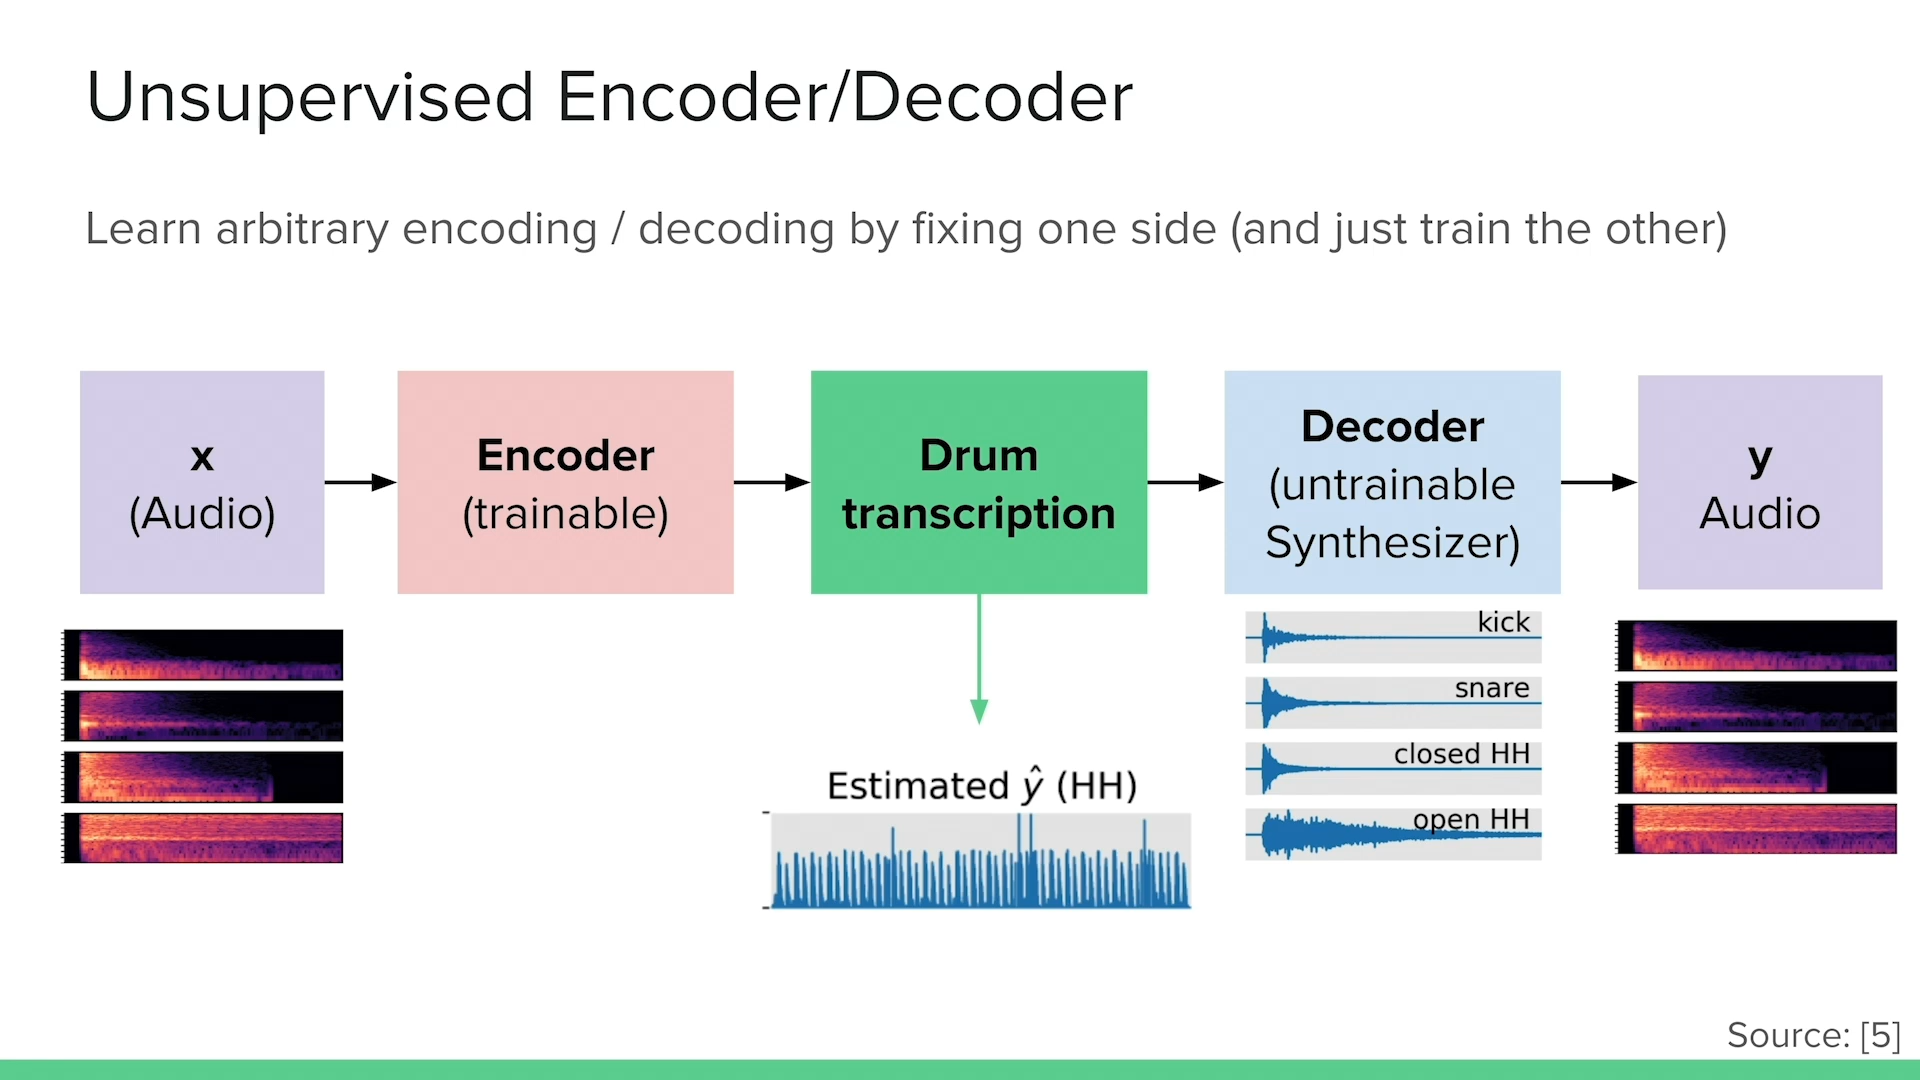 Unsupervised Encoder/Decoder
Learn arbitrary encoding / decoding by fixing one side (and just train the other)
x
(Audio)
Encoder
(trainable)
Drum
transcription
Decoder
(untrainable
Synthesizer)
y
Audio
kick
snare
closed HH
open HH
Estimated ŷ (HH)
Source: [5]